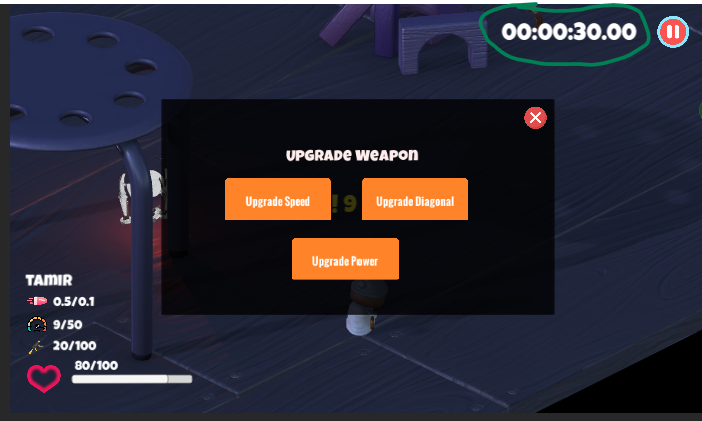 00:00:30.00
UPGRADE WEAPON
Upgrade Speed
! 9
Upgrade Diagonal
Upgrade Power
TAMIR
0.5/0.1
9/50
20/100
80/100